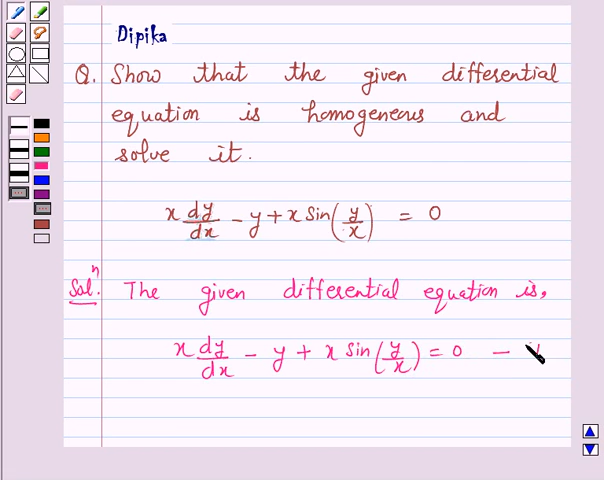 Dipika
Q. Show that the given differential
equation is homogeneous and
solve it.
x dy/dx - y + x sin(y/x) = 0
Solⁿ. The given differential equation is,
x dy/dx - y + x sin(y/x) = 0 -